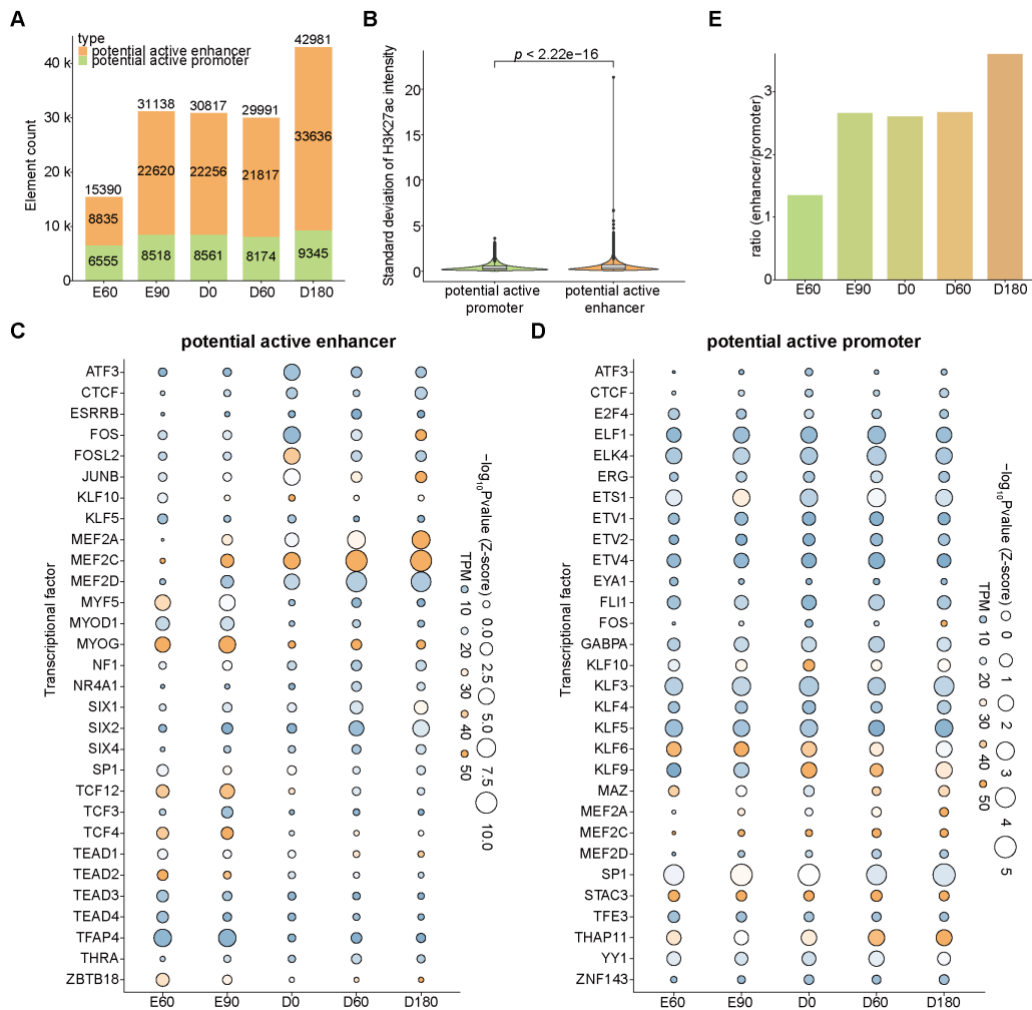 A
type
potential active enhancer
potential active promoter
Element count
40 k
30 k
20 k
10 k
0
15390
8835
6555
31138
22620
8518
30817
22256
8561
29991
21817
8174
42981
33636
9345
E60 E90 D0 D60 D180
B
Standard deviation of H3K27ac intensity
p < 2.22e−16
20
15
10
5
0
potential active promoter
potential active enhancer
E
ratio (enhancer/promoter)
3
2
1
0
E60 E90 D0 D60 D180
C
potential active enhancer
Transcriptional factor
ATF3
CTCF
ESRRB
FOS
FOSL2
JUNB
KLF10
KLF5
MEF2A
MEF2C
MEF2D
MYF5
MYOD1
MYOG
NF1
NR4A1
SIX1
SIX2
SIX4
SP1
TCF12
TCF3
TCF4
TEAD1
TEAD2
TEAD3
TEAD4
TFAP4
THRA
ZBTB18
E60 E90 D0 D60 D180
−log10Pvalue (Z-score)
0.0
2.5
5.0
7.5
10.0
TPM
10
20
30
40
50
D
potential active promoter
Transcriptional factor
ATF3
CTCF
E2F4
ELF1
ELK4
ERG
ETS1
ETV1
ETV2
ETV4
EYA1
FLI1
FOS
GABPA
KLF10
KLF3
KLF4
KLF5
KLF6
KLF9
MAZ
MEF2A
MEF2C
MEF2D
SP1
STAC3
TFE3
THAP11
YY1
ZNF143
E60 E90 D0 D60 D180
−log10Pvalue (Z-score)
0
1
2
3
4
5
TPM
10
20
30
40
50